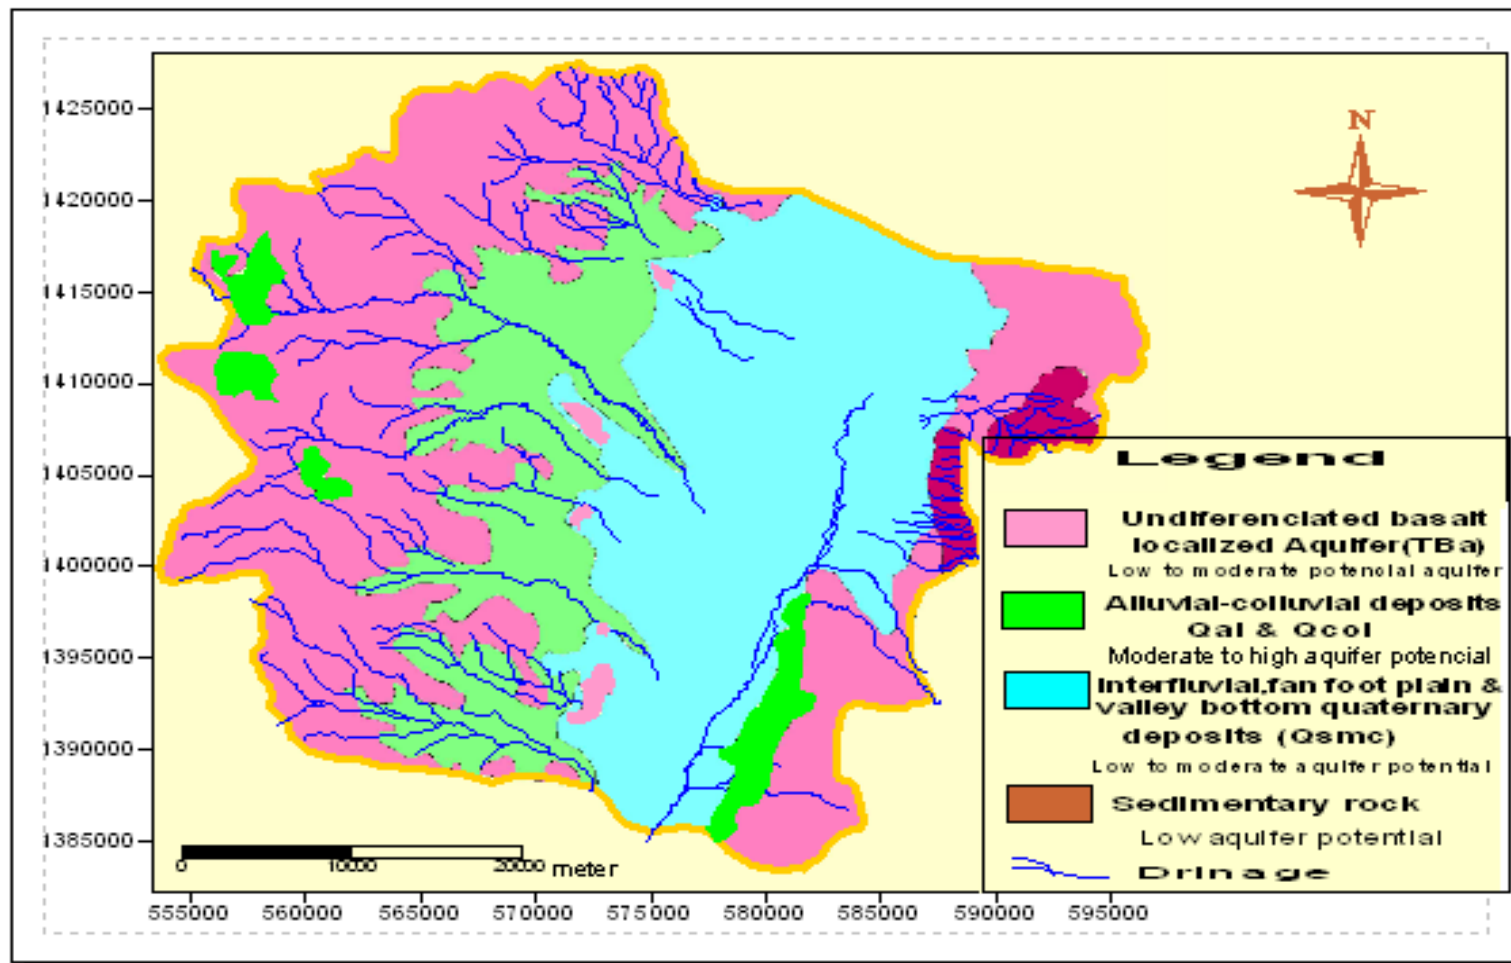 1425000
1420000
1415000
1410000
1405000
1400000
1395000
1390000
1385000
N
Legend
Undiferenclated basalt
localized Aquifer(TBa)
Low to moderate potencial aquifer
Alluvial-colluvial deposits
Qal & Qcol
Moderate to high aquifer potencial
Interfluvial,fan foot plain &
valley bottom quaternary
deposits (Qsmc)
Low to moderate aquifer potential
Sedimentary rock
Low aquifer potential
Drinage
0 10000 20000 meter
555000 560000 565000 570000 575000 580000 585000 590000 595000